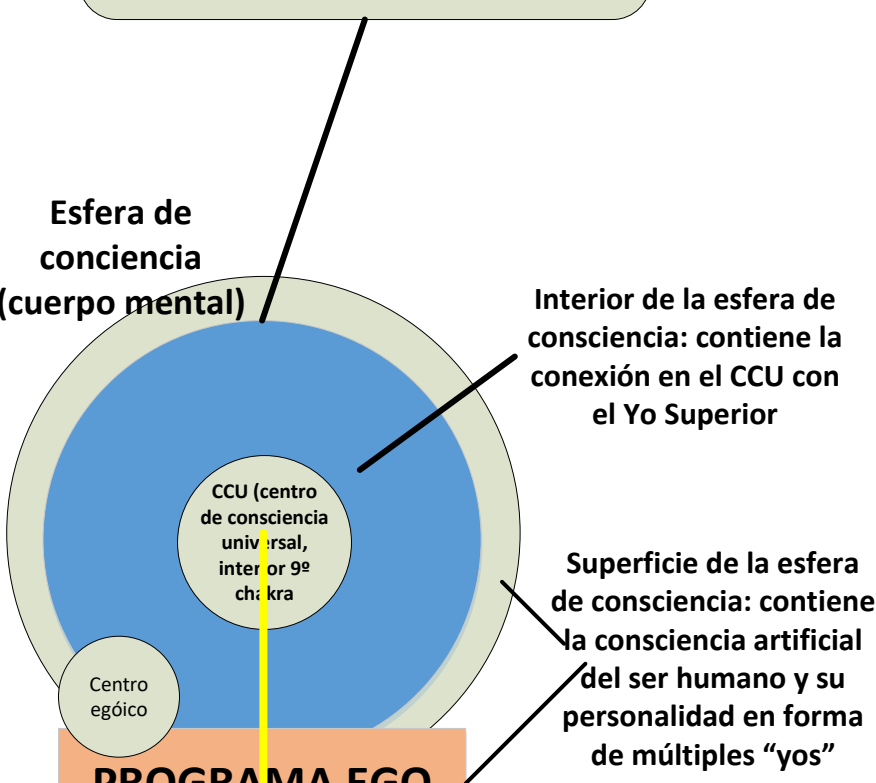 Esfera de
conciencia
(cuerpo mental)
Interior de la esfera de
consciencia: contiene la
conexión en el CCU con
el Yo Superior
CCU (centro
de consciencia
universal,
interior 9º
chakra
Superficie de la esfera
de consciencia: contiene
la consciencia artificial
del ser humano y su
personalidad en forma
de múltiples “yos”
Centro
egóico
PROGRAMA EGO